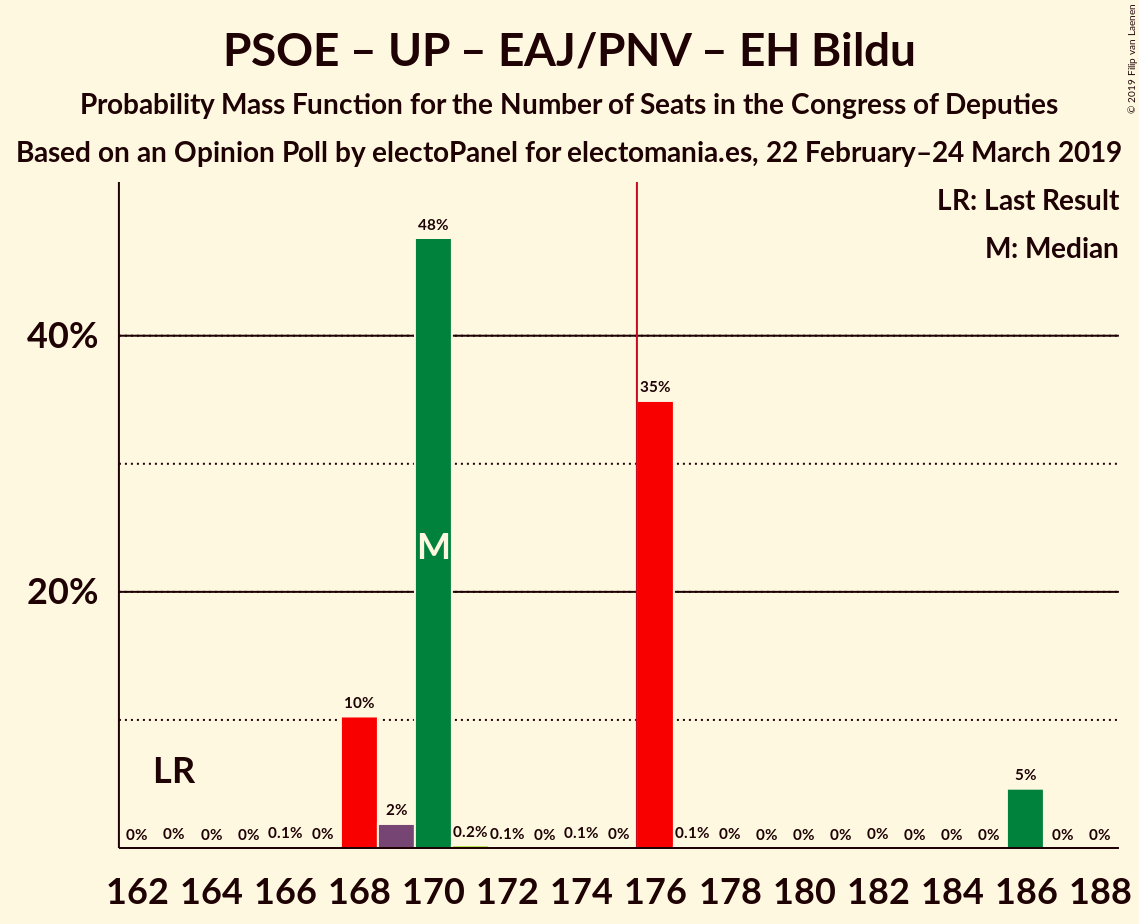 PSOE – UP – EAJ/PNV – EH Bildu
Probability Mass Function for the Number of Seats in the Congress of Deputies
Based on an Opinion Poll by electoPanel for electomania.es, 22 February–24 March 2019
© 2019 Filip van Laenen
LR: Last Result
M: Median
48%
40%
35%
M
20%
10%
LR
5%
2%
0% 0% 0% 0% 0.1% 0% 0.2% 0.1% 0% 0.1% 0% 0.1% 0% 0% 0% 0% 0% 0% 0% 0% 0% 0%
162 164 166 168 170 172 174 176 178 180 182 184 186 188